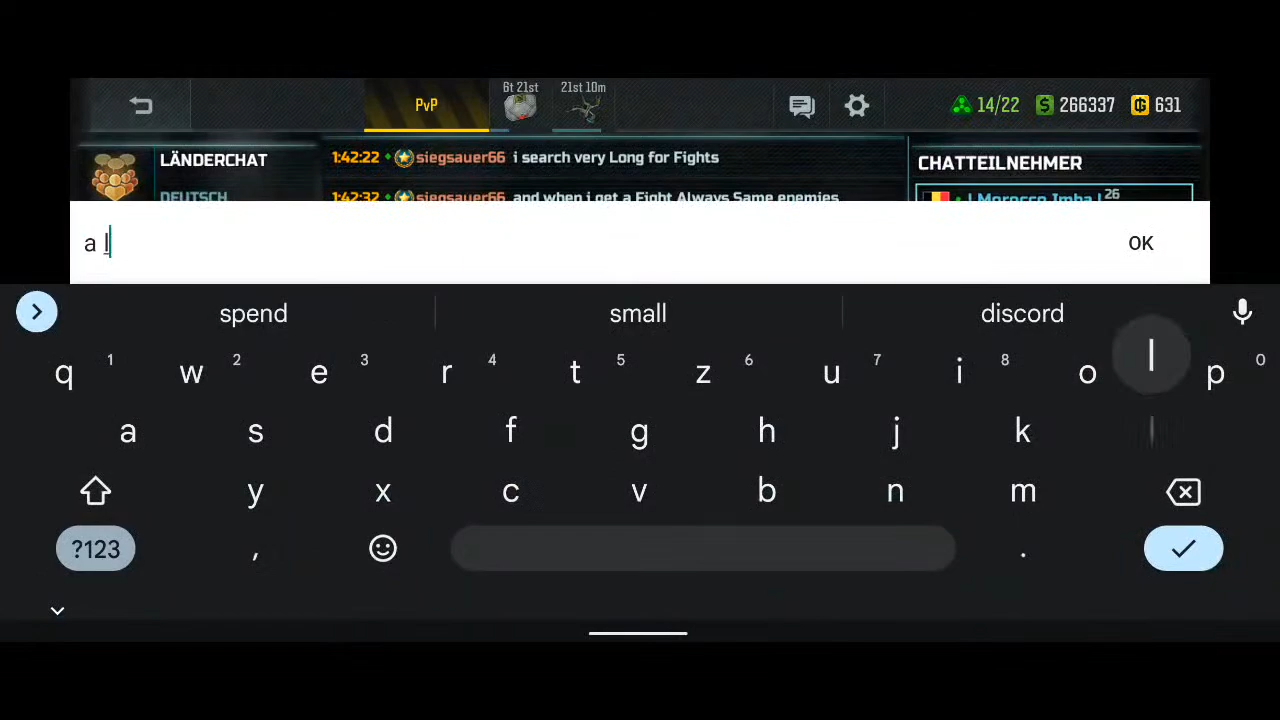 6t 21st 21st 10m
PvP 14/22 266337 631
LÄNDERCHAT
1:42:22 siegsauer66 i search very Long for Fights
CHATTEILNEHMER
DEUTSCH
1:42:32 siegsauer66 and when i get a Fight Always Same enemies
! Morocco Imba ! 26
a l
OK
spend small discord
q 1 w 2 e 3 r 4 t 5 z 6 u 7 i 8 o l p 0
a s d f g h j k l
y x c v b n m
?123 , .